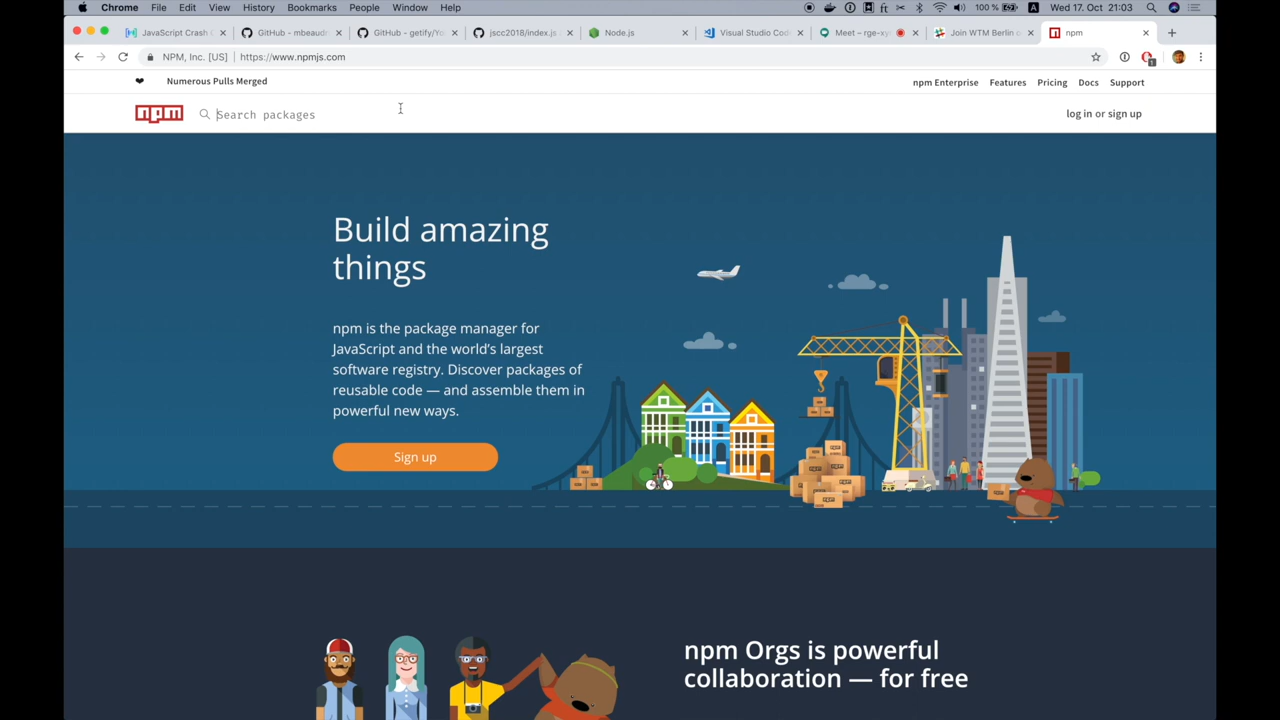 Chrome File Edit View History Bookmarks People Window Help
100 % Wed 17. Oct 21:03
JavaScript Crash C
GitHub - mbeaudr
GitHub - getify/Yo
jscc2018/index.js
Node.js
Visual Studio Cod
Meet – rge-xy
Join WTM Berlin o
npm
NPM, Inc. [US] https://www.npmjs.com
❤ Numerous Pulls Merged
npm Enterprise Features Pricing Docs Support
npm Search packages
log in or sign up
Build amazing
things
npm is the package manager for
JavaScript and the world's largest
software registry. Discover packages of
reusable code — and assemble them in
powerful new ways.
Sign up
npm Orgs is powerful
collaboration — for free